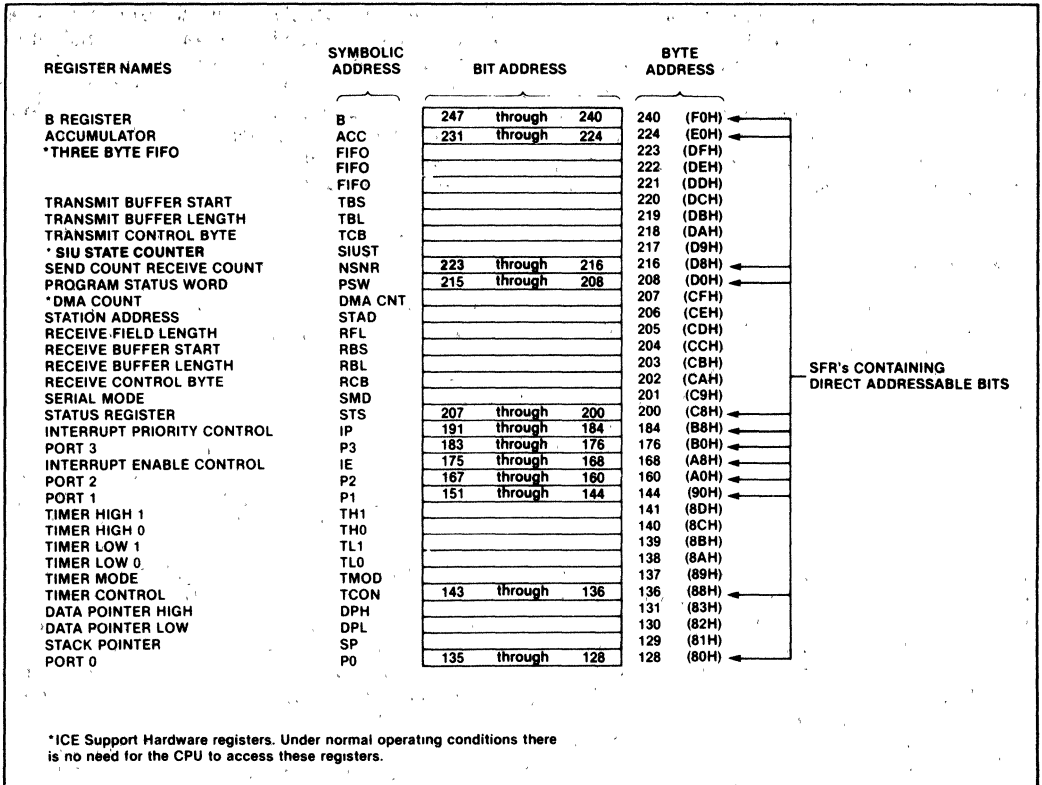 REGISTER NAMES SYMBOLIC ADDRESS BIT ADDRESS BYTE ADDRESS
B REGISTER B 247 through 240 240 (F0H)
ACCUMULATOR ACC 231 through 224 224 (E0H)
*THREE BYTE FIFO FIFO 223 (DFH)
FIFO 222 (DEH)
FIFO 221 (DDH)
TRANSMIT BUFFER START TBS 220 (DCH)
TRANSMIT BUFFER LENGTH TBL 219 (DBH)
TRANSMIT CONTROL BYTE TCB 218 (DAH)
* SIU STATE COUNTER SIUST 217 (D9H)
SEND COUNT RECEIVE COUNT NSNR 223 through 216 216 (D8H)
PROGRAM STATUS WORD PSW 215 through 208 208 (D0H)
*DMA COUNT DMA CNT 207 (CFH)
STATION ADDRESS STAD 206 (CEH)
RECEIVE FIELD LENGTH RFL 205 (CDH)
RECEIVE BUFFER START RBS 204 (CCH)
RECEIVE BUFFER LENGTH RBL 203 (CBH)
RECEIVE CONTROL BYTE RCB 202 (CAH)
SERIAL MODE SMD 201 (C9H)
STATUS REGISTER STS 207 through 200 200 (C8H)
INTERRUPT PRIORITY CONTROL IP 191 through 184 184 (B8H)
PORT 3 P3 183 through 176 176 (B0H)
INTERRUPT ENABLE CONTROL IE 175 through 168 168 (A8H)
PORT 2 P2 167 through 160 160 (A0H)
PORT 1 P1 151 through 144 144 (90H)
TIMER HIGH 1 TH1 141 (8DH)
TIMER HIGH 0 TH0 140 (8CH)
TIMER LOW 1 TL1 139 (8BH)
TIMER LOW 0 TL0 138 (8AH)
TIMER MODE TMOD 137 (89H)
TIMER CONTROL TCON 143 through 136 136 (88H)
DATA POINTER HIGH DPH 131 (83H)
DATA POINTER LOW DPL 130 (82H)
STACK POINTER SP 129 (81H)
PORT 0 P0 135 through 128 128 (80H)
SFR's CONTAINING
DIRECT ADDRESSABLE BITS
*ICE Support Hardware registers. Under normal operating conditions there
is no need for the CPU to access these registers.